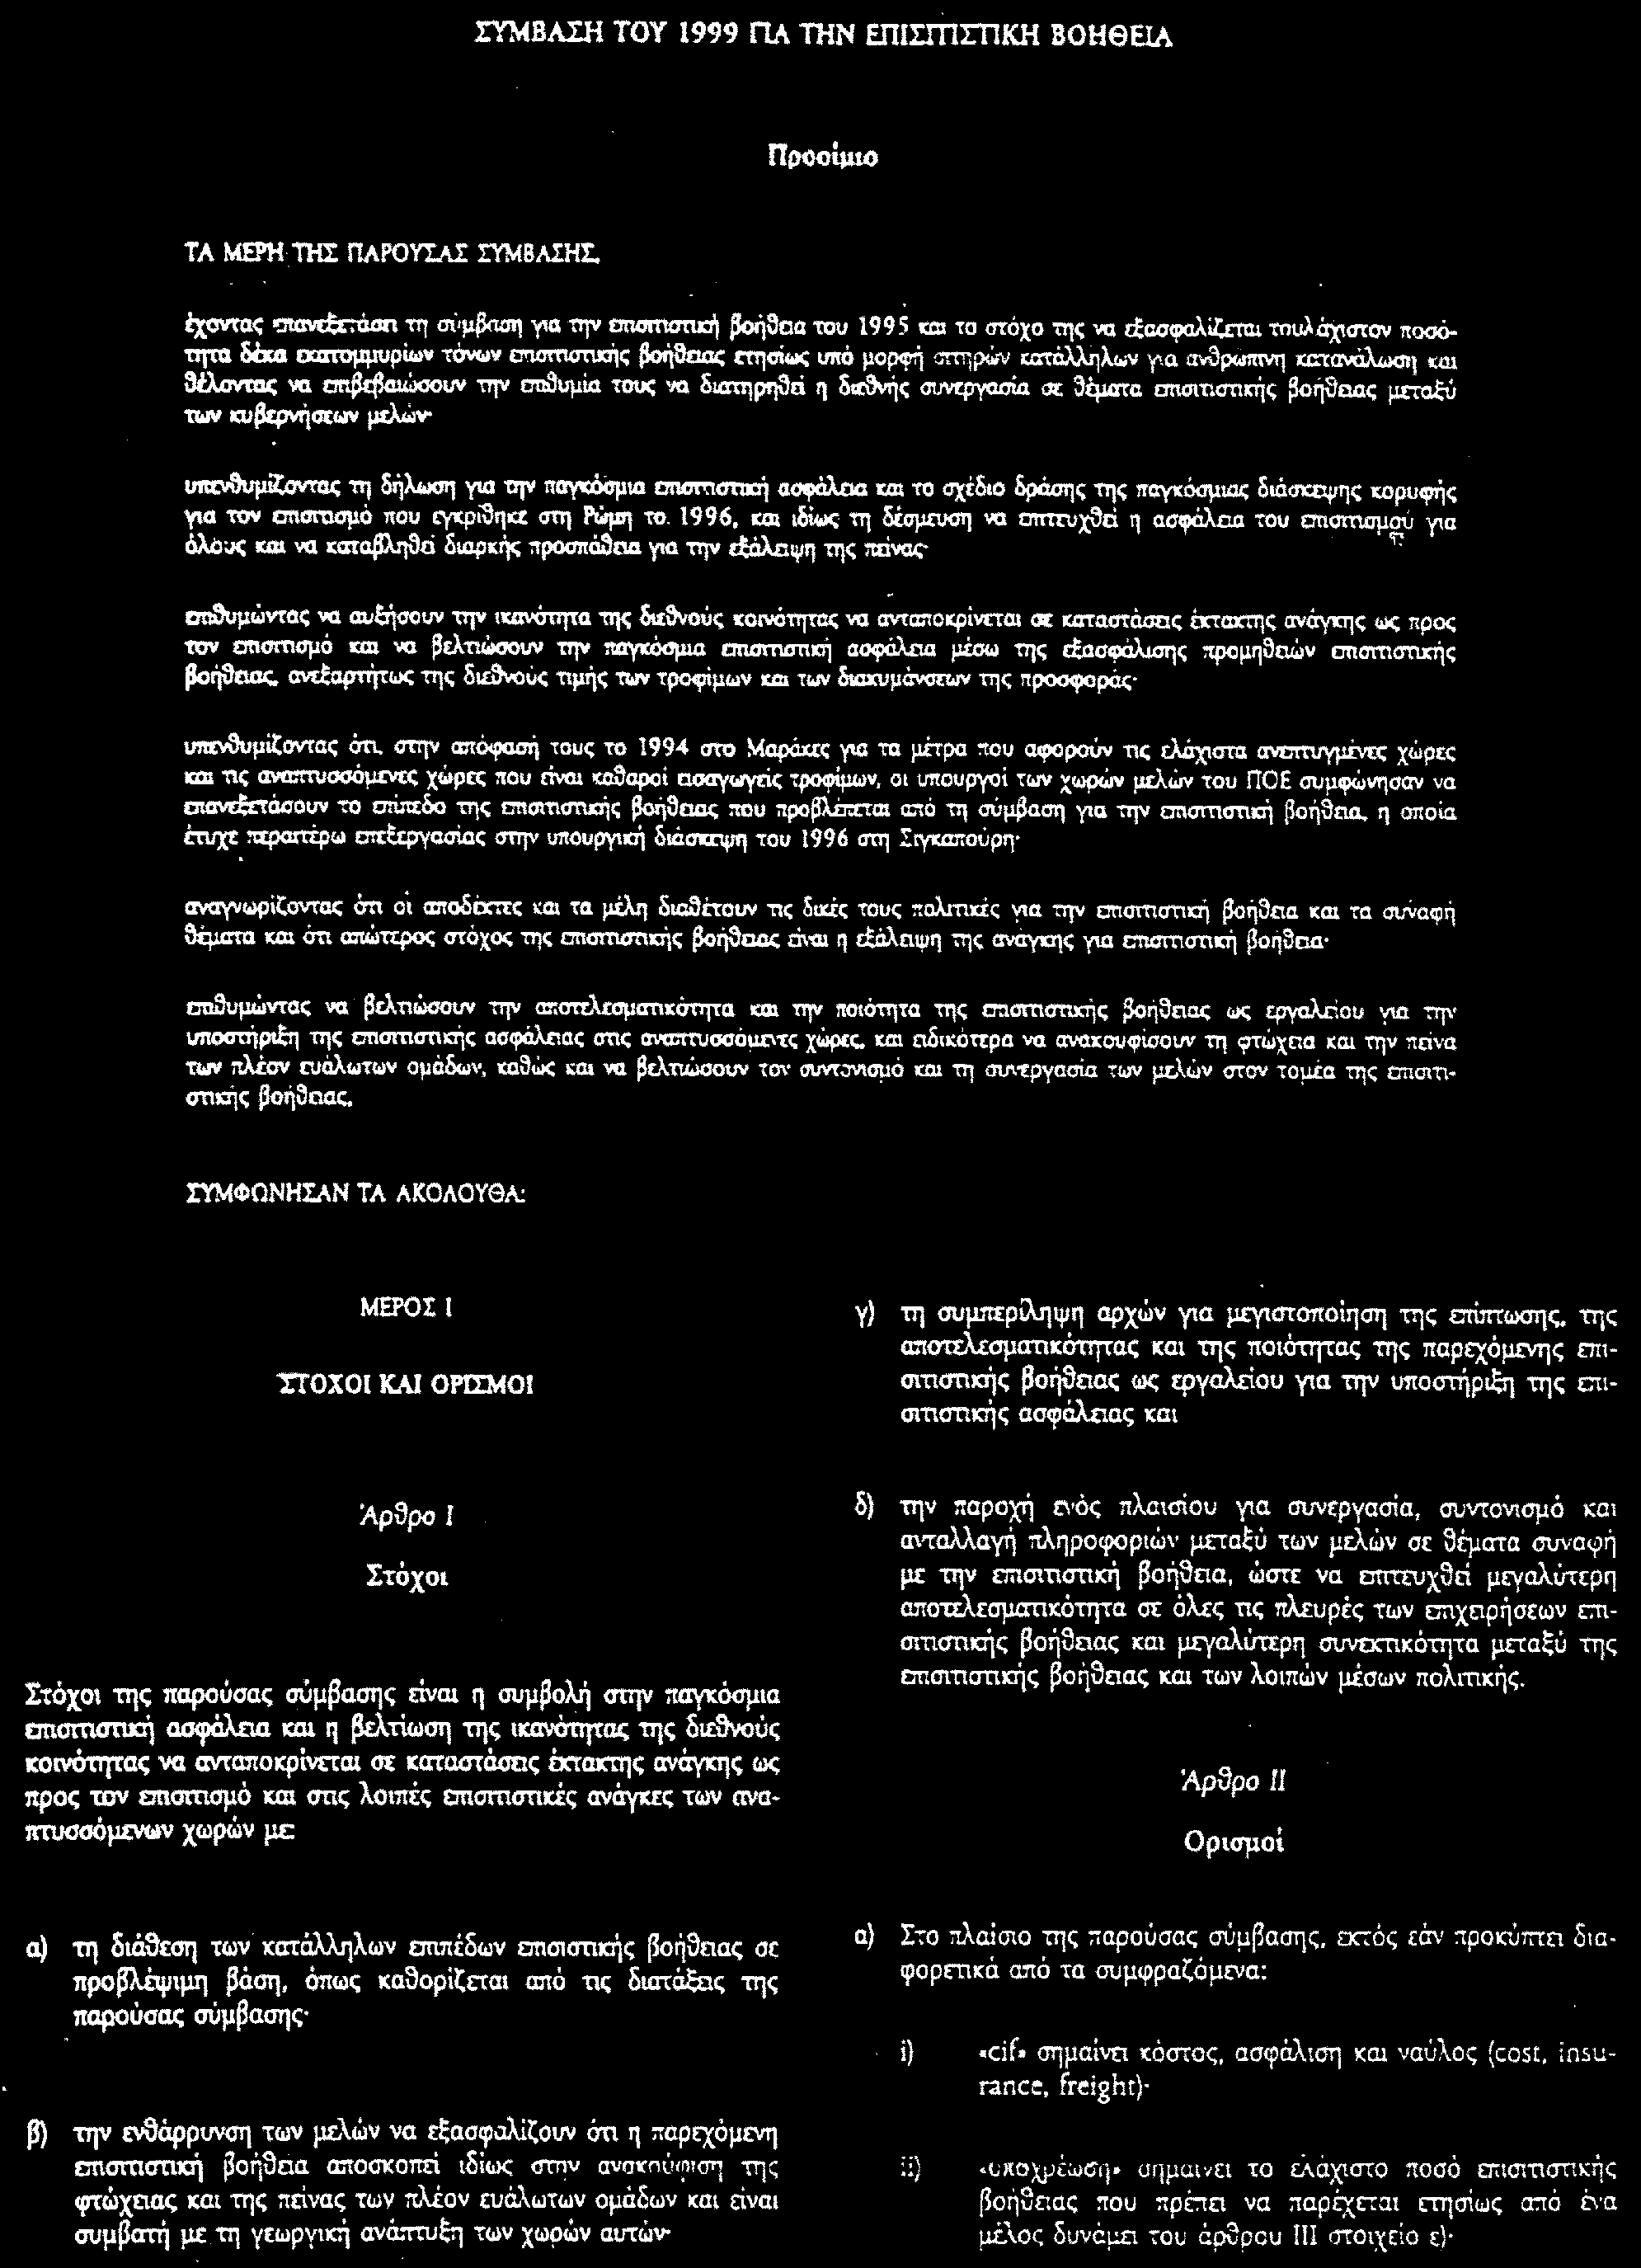 ΣΥΜΒΑΣΗ ΤΟΥ 1999 ΓΙΑ ΤΗΝ ΕΠΙΣΙΤΙΣΤΙΚΗ ΒΟΗΘΕΙΑ
Προοίμιο
ΤΑ ΜΕΡΗ ΤΗΣ ΠΑΡΟΥΣΑΣ ΣΥΜΒΑΣΗΣ,
έχοντας επανεξετάσει τη σύμβαση για την επισιτιστική βοήθεια του 1995 και το στόχο της να εξασφαλίζεται τουλάχιστον ποσό-
τητα δέκα εκατομμυρίων τόνων επισιτιστικής βοήθειας ετησίως υπό μορφή σιτηρών κατάλληλων για ανθρώπινη κατανάλωση και
θέλοντας να επιβεβαιώσουν την επιθυμία τους να διατηρηθεί η διεθνής συνεργασία σε θέματα επισιτιστικής βοήθειας μεταξύ
των κυβερνήσεων μελών·
υπενθυμίζοντας τη δήλωση για την παγκόσμια επισιτιστική ασφάλεια και το σχέδιο δράσης της παγκόσμιας διάσκεψης κορυφής
για τον επισιτισμό που εγκρίθηκε στη Ρώμη το. 1996, και ιδίως τη δέσμευση να επιτευχθεί η ασφάλεια του επισιτισμού για
όλους και να καταβληθεί διαρκής προσπάθεια για την εξάλειψη της πείνας·
επιθυμώντας να αυξήσουν την ικανότητα της διεθνούς κοινότητας να ανταποκρίνεται σε καταστάσεις έκτακτης ανάγκης ως προς
τον επισιτισμό και να βελτιώσουν την παγκόσμια επισιτιστική ασφάλεια μέσω της εξασφάλισης προμηθειών επισιτιστικής
βοήθειας, ανεξαρτήτως της διεθνούς τιμής των τροφίμων και των διακυμάνσεων της προσφοράς·
υπενθυμίζοντας ότι, στην απόφασή τους το 1994 στο Μαράκες για τα μέτρα που αφορούν τις ελάχιστα ανεπτυγμένες χώρες
και τις αναπτυσσόμενες χώρες που είναι καθαροί εισαγωγείς τροφίμων, οι υπουργοί των χωρών μελών του ΠΟΕ συμφώνησαν να
επανεξετάσουν το επίπεδο της επισιτιστικής βοήθειας που προβλέπεται από τη σύμβαση για την επισιτιστική βοήθεια, η οποία
έτυχε περαιτέρω επεξεργασίας στην υπουργική διάσκεψη του 1996 στη Σιγκαπούρη·
αναγνωρίζοντας ότι οι αποδέκτες και τα μέλη διαθέτουν τις δικές τους πολιτικές για την επισιτιστική βοήθεια και τα συναφή
θέματα και ότι απώτερος στόχος της επισιτιστικής βοήθειας είναι η εξάλειψη της ανάγκης για επισιτιστική βοήθεια·
επιθυμώντας να βελτιώσουν την αποτελεσματικότητα και την ποιότητα της επισιτιστικής βοήθειας ως εργαλείου για την
υποστήριξη της επισιτιστικής ασφάλειας στις αναπτυσσόμενες χώρες, και ειδικότερα να ανακουφίσουν τη φτώχεια και την πείνα
των πλέον ευάλωτων ομάδων, καθώς και να βελτιώσουν τον συντονισμό και τη συνεργασία των μελών στον τομέα της επισιτι-
στικής βοήθειας,
ΣΥΜΦΩΝΗΣΑΝ ΤΑ ΑΚΟΛΟΥΘΑ:
ΜΕΡΟΣ Ι
ΣΤΟΧΟΙ ΚΑΙ ΟΡΙΣΜΟΙ
Άρθρο Ι
Στόχοι
Στόχοι της παρούσας σύμβασης είναι η συμβολή στην παγκόσμια
επισιτιστική ασφάλεια και η βελτίωση της ικανότητας της διεθνούς
κοινότητας να ανταποκρίνεται σε καταστάσεις έκτακτης ανάγκης ως
προς τον επισιτισμό και στις λοιπές επισιτιστικές ανάγκες των ανα-
πτυσσόμενων χωρών με:
α) τη διάθεση των κατάλληλων επιπέδων επισιστικής βοήθειας σε
προβλέψιμη βάση, όπως καθορίζεται από τις διατάξεις της
παρούσας σύμβασης·
β) την ενθάρρυνση των μελών να εξασφαλίζουν ότι η παρεχόμενη
επισιτιστική βοήθεια αποσκοπεί ιδίως στην ανακούφιση της
φτώχειας και της πείνας των πλέον ευάλωτων ομάδων και είναι
συμβατή με τη γεωργική ανάπτυξη των χωρών αυτών·
γ) τη συμπερίληψη αρχών για μεγιστοποίηση της επίπτωσης, της
αποτελεσματικότητας και της ποιότητας της παρεχόμενης επι-
σιτιστικής βοήθειας ως εργαλείου για την υποστήριξη της επι-
σιτιστικής ασφάλειας και
δ) την παροχή ενός πλαισίου για συνεργασία, συντονισμό και
ανταλλαγή πληροφοριών μεταξύ των μελών σε θέματα συναφή
με την επισιτιστική βοήθεια, ώστε να επιτευχθεί μεγαλύτερη
αποτελεσματικότητα σε όλες τις πλευρές των επιχειρήσεων επι-
σιτιστικής βοήθειας και μεγαλύτερη συνεκτικότητα μεταξύ της
επισιτιστικής βοήθειας και των λοιπών μέσων πολιτικής.
Άρθρο ΙΙ
Ορισμοί
α) Στο πλαίσιο της παρούσας σύμβασης, εκτός εάν προκύπτει δια-
φορετικά από τα συμφραζόμενα:
i) «cif» σημαίνει κόστος, ασφάλιση και ναύλος (cost, insu-
rance, freight)·
ii) «υποχρέωση» σημαίνει το ελάχιστο ποσό επισιτιστικής
βοήθειας που πρέπει να παρέχεται ετησίως από ένα
μέλος δυνάμει του άρθρου ΙΙΙ στοιχείο ε)·